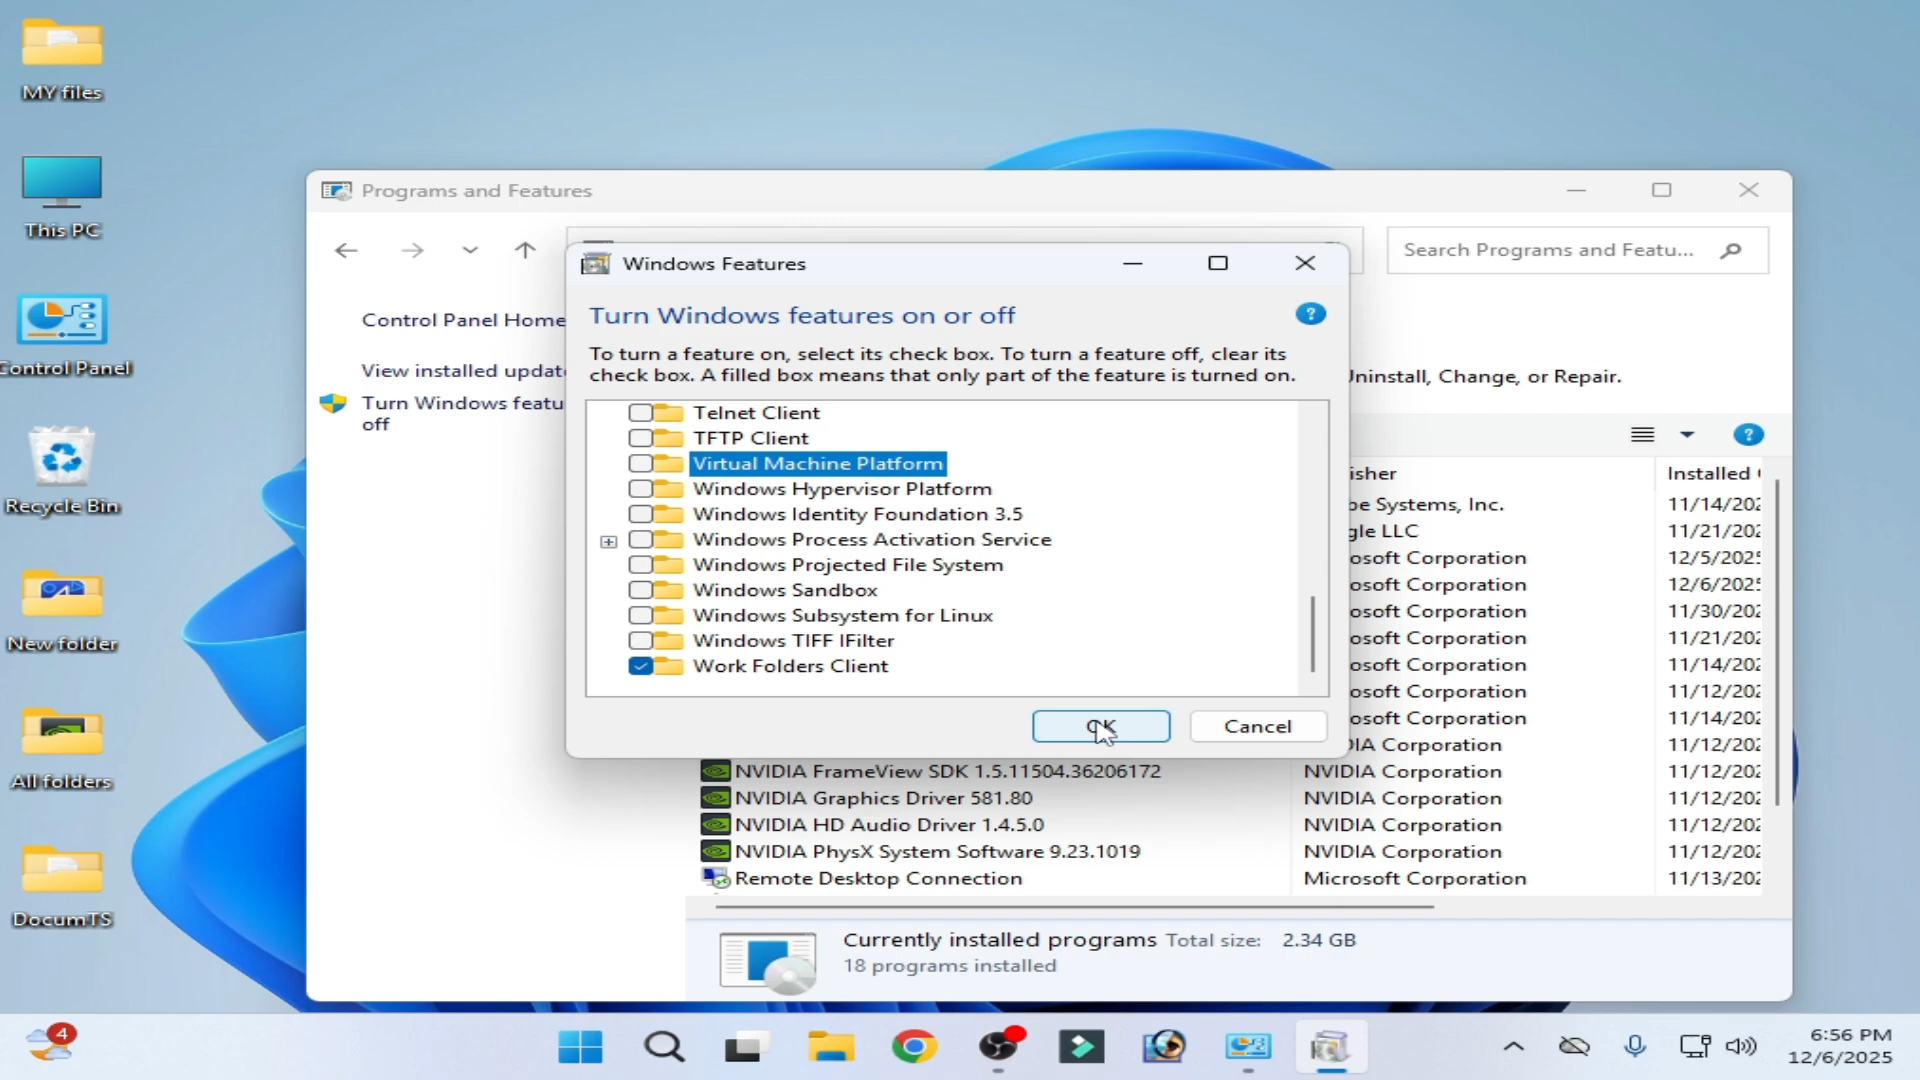 MY files
This PC
Control Panel
Recycle Bin
New folder
All folders
DocumTS
Programs and Features
Search Programs and Featu...
Control Panel Home
View installed update
Turn Windows featu
off
Windows Features
Turn Windows features on or off
To turn a feature on, select its check box. To turn a feature off, clear its
check box. A filled box means that only part of the feature is turned on.
Telnet Client
TFTP Client
Virtual Machine Platform
Windows Hypervisor Platform
Windows Identity Foundation 3.5
Windows Process Activation Service
Windows Projected File System
Windows Sandbox
Windows Subsystem for Linux
Windows TIFF IFilter
Work Folders Client
OK
Cancel
Uninstall, Change, or Repair.
isher Installed
be Systems, Inc. 11/14/202
gle LLC 11/21/202
osoft Corporation 12/5/2025
osoft Corporation 12/6/2025
osoft Corporation 11/30/202
osoft Corporation 11/21/202
osoft Corporation 11/14/202
osoft Corporation 11/12/202
osoft Corporation 11/14/202
DIA Corporation 11/12/202
NVIDIA FrameView SDK 1.5.11504.36206172 NVIDIA Corporation 11/12/202
NVIDIA Graphics Driver 581.80 NVIDIA Corporation 11/12/202
NVIDIA HD Audio Driver 1.4.5.0 NVIDIA Corporation 11/12/202
NVIDIA PhysX System Software 9.23.1019 NVIDIA Corporation 11/12/202
Remote Desktop Connection Microsoft Corporation 11/13/202
Currently installed programs Total size: 2.34 GB
18 programs installed
4
6:56 PM
12/6/2025